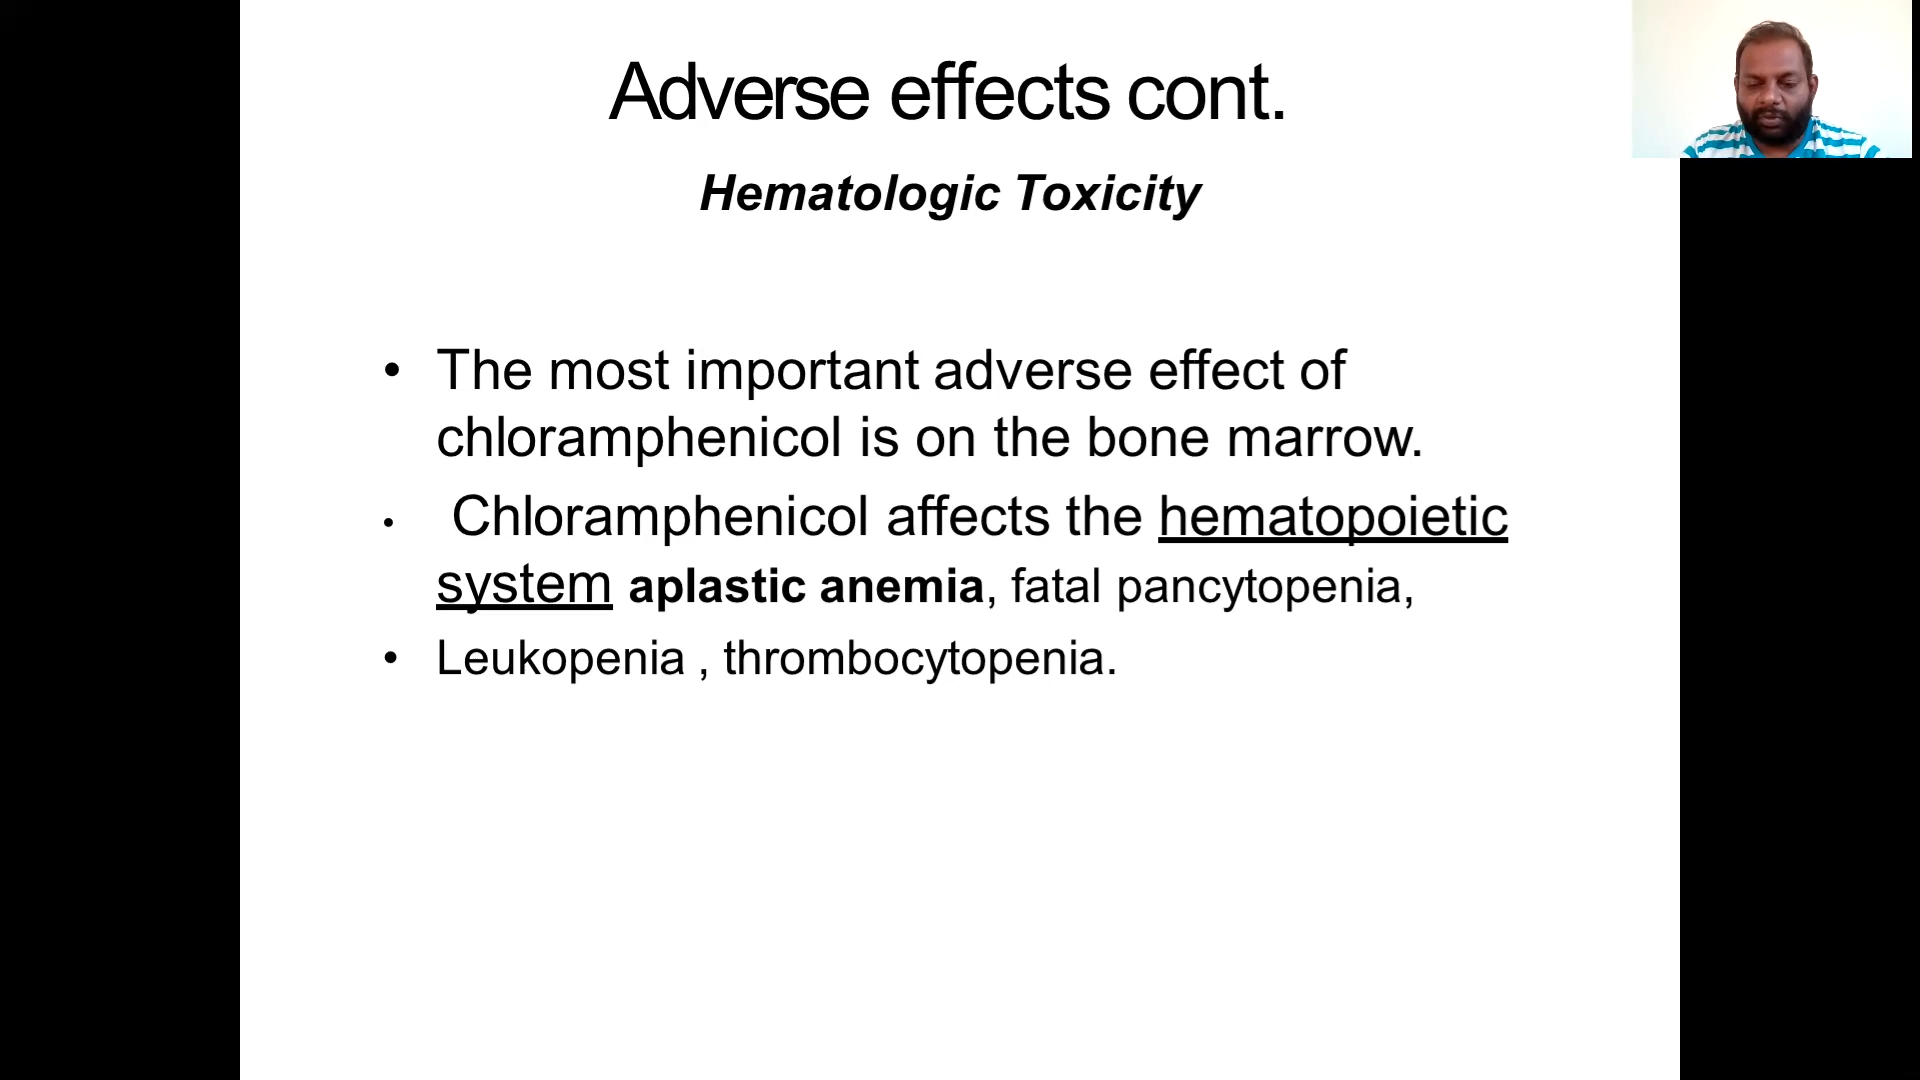 Adverse effects cont.
Hematologic Toxicity
• The most important adverse effect of
chloramphenicol is on the bone marrow.
• Chloramphenicol affects the hematopoietic
system aplastic anemia, fatal pancytopenia,
• Leukopenia , thrombocytopenia.